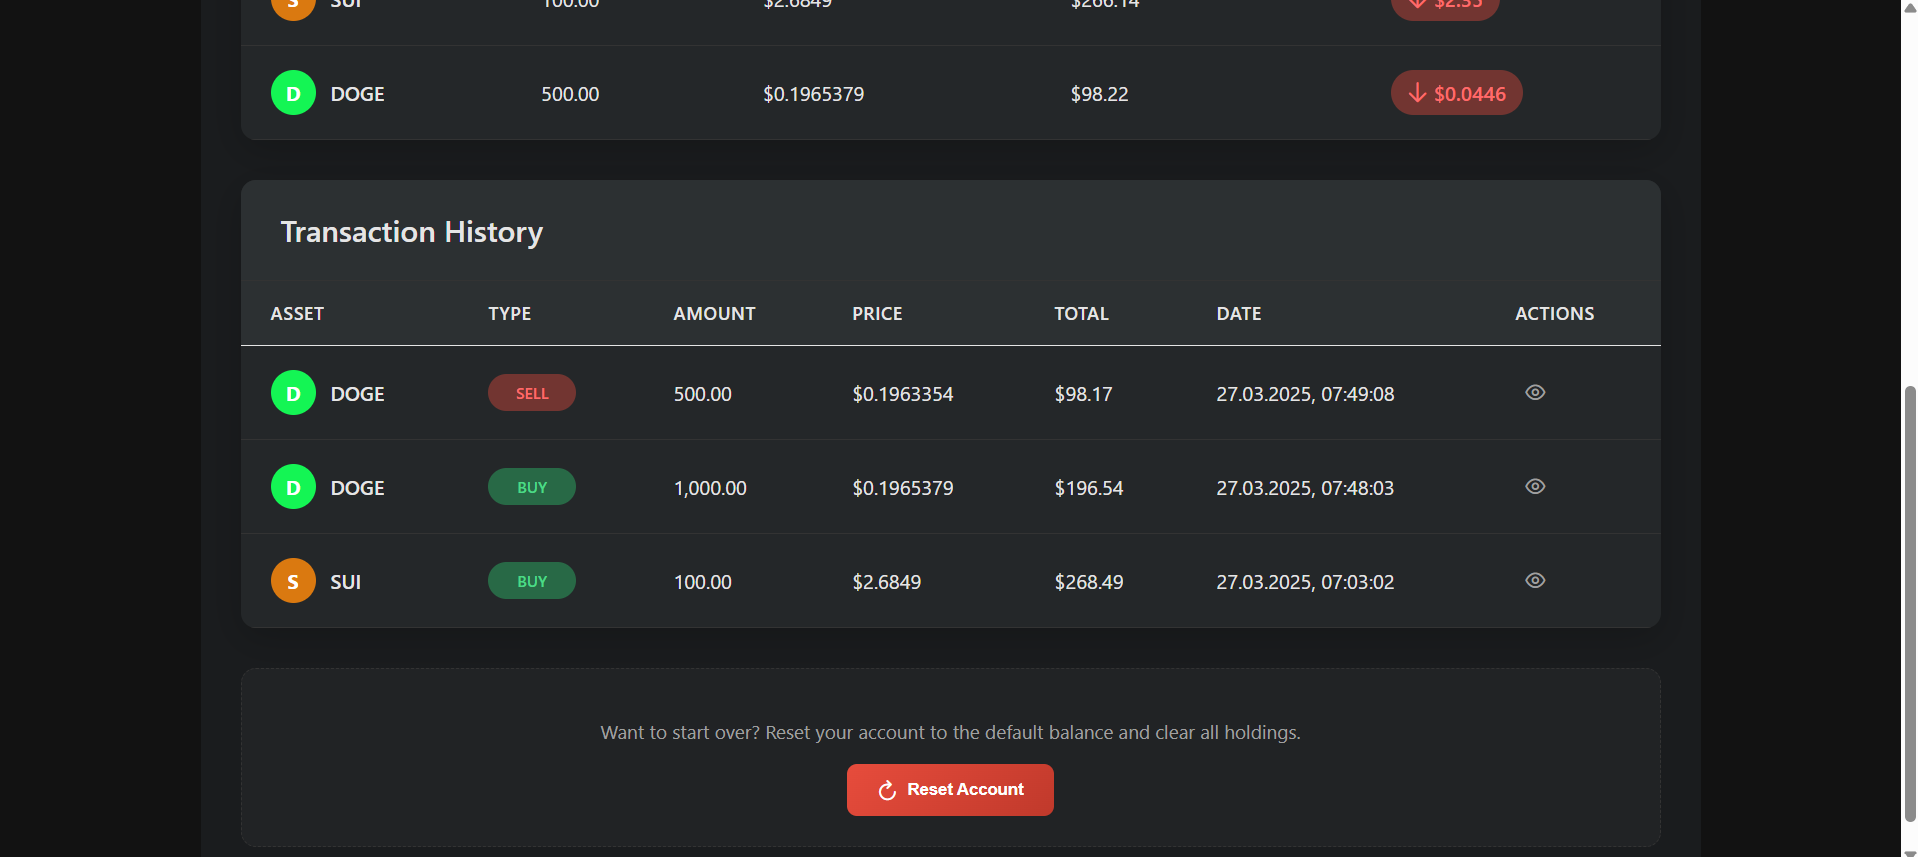 S SUI 100.00 $2.6849 $266.14 ↓ $2.35
D DOGE 500.00 $0.1965379 $98.22 ↓ $0.0446
Transaction History
ASSET TYPE AMOUNT PRICE TOTAL DATE ACTIONS
D DOGE SELL 500.00 $0.1963354 $98.17 27.03.2025, 07:49:08
D DOGE BUY 1,000.00 $0.1965379 $196.54 27.03.2025, 07:48:03
S SUI BUY 100.00 $2.6849 $268.49 27.03.2025, 07:03:02
Want to start over? Reset your account to the default balance and clear all holdings.
Reset Account